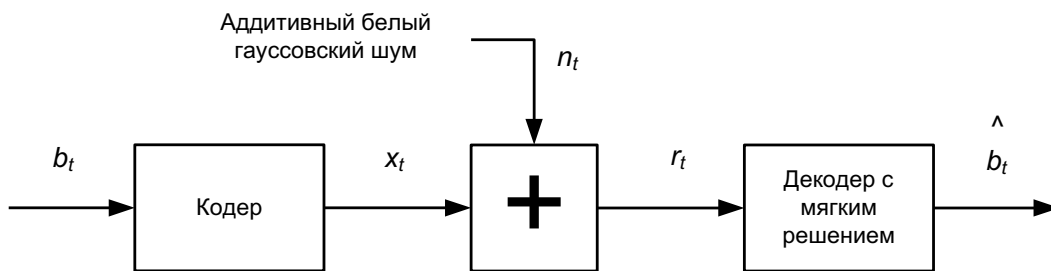 Аддитивный белый
гауссовский шум
n_t
b_t
Кодер
x_t
+
r_t
Декодер с
мягким
решением
^
b_t